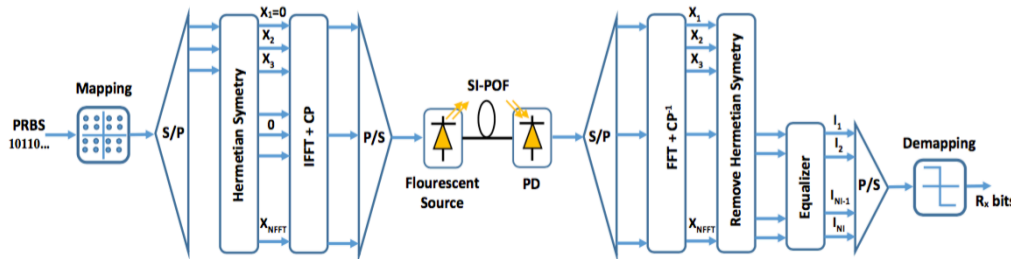 PRBS
10110...
Mapping
S/P
Hermetian Symetry
X1=0
X2
X3
0
XNFFT
IFFT + CP
P/S
Flourescent
Source
SI-POF
PD
S/P
FFT + CP-1
X1
X2
X3
XNFFT
Remove Hermetian Symetry
Equalizer
I1
I2
INI-1
INI
P/S
Demapping
Rx bits